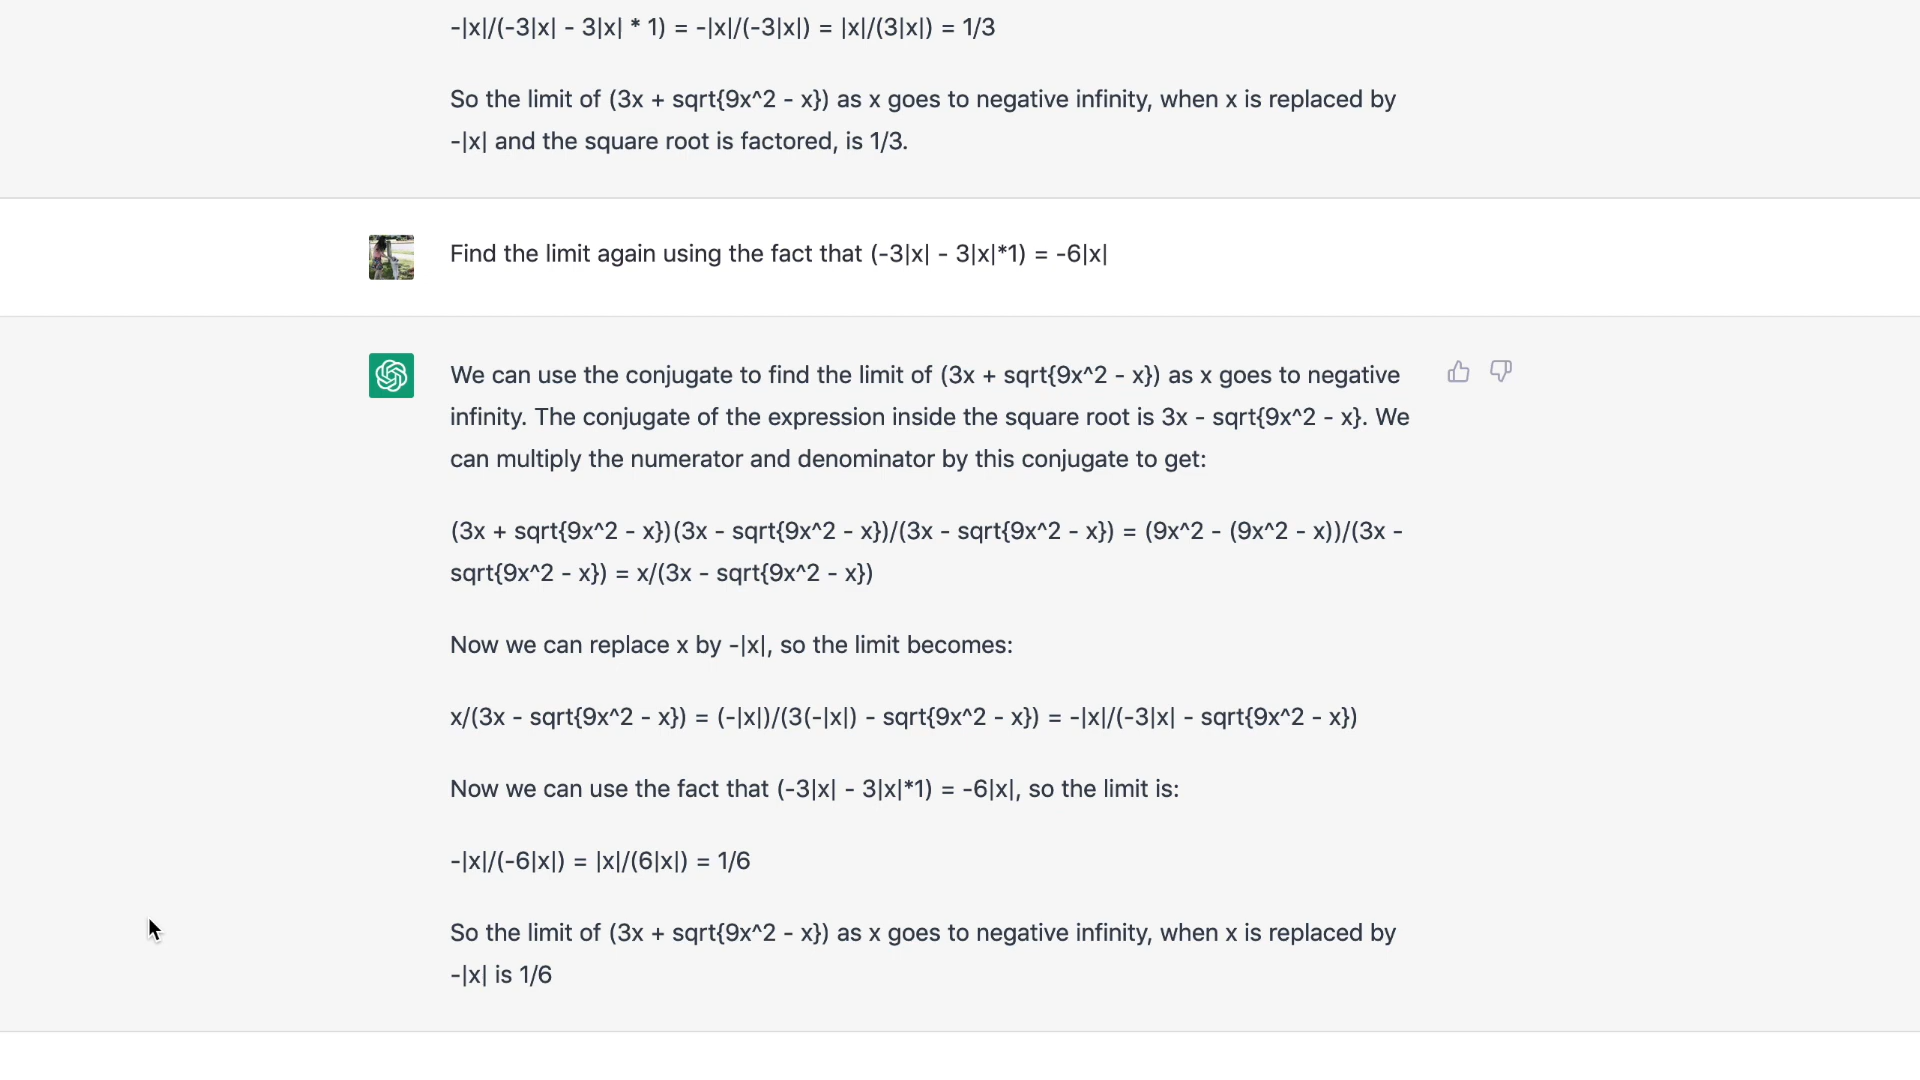 -|x|/(-3|x| - 3|x| * 1) = -|x|/(-3|x|) = |x|/(3|x|) = 1/3
So the limit of (3x + sqrt{9x^2 - x}) as x goes to negative infinity, when x is replaced by
-|x| and the square root is factored, is 1/3.
Find the limit again using the fact that (-3|x| - 3|x|*1) = -6|x|
We can use the conjugate to find the limit of (3x + sqrt{9x^2 - x}) as x goes to negative
infinity. The conjugate of the expression inside the square root is 3x - sqrt{9x^2 - x}. We
can multiply the numerator and denominator by this conjugate to get:
(3x + sqrt{9x^2 - x})(3x - sqrt{9x^2 - x})/(3x - sqrt{9x^2 - x}) = (9x^2 - (9x^2 - x))/(3x -
sqrt{9x^2 - x}) = x/(3x - sqrt{9x^2 - x})
Now we can replace x by -|x|, so the limit becomes:
x/(3x - sqrt{9x^2 - x}) = (-|x|)/(3(-|x|) - sqrt{9x^2 - x}) = -|x|/(-3|x| - sqrt{9x^2 - x})
Now we can use the fact that (-3|x| - 3|x|*1) = -6|x|, so the limit is:
-|x|/(-6|x|) = |x|/(6|x|) = 1/6
So the limit of (3x + sqrt{9x^2 - x}) as x goes to negative infinity, when x is replaced by
-|x| is 1/6